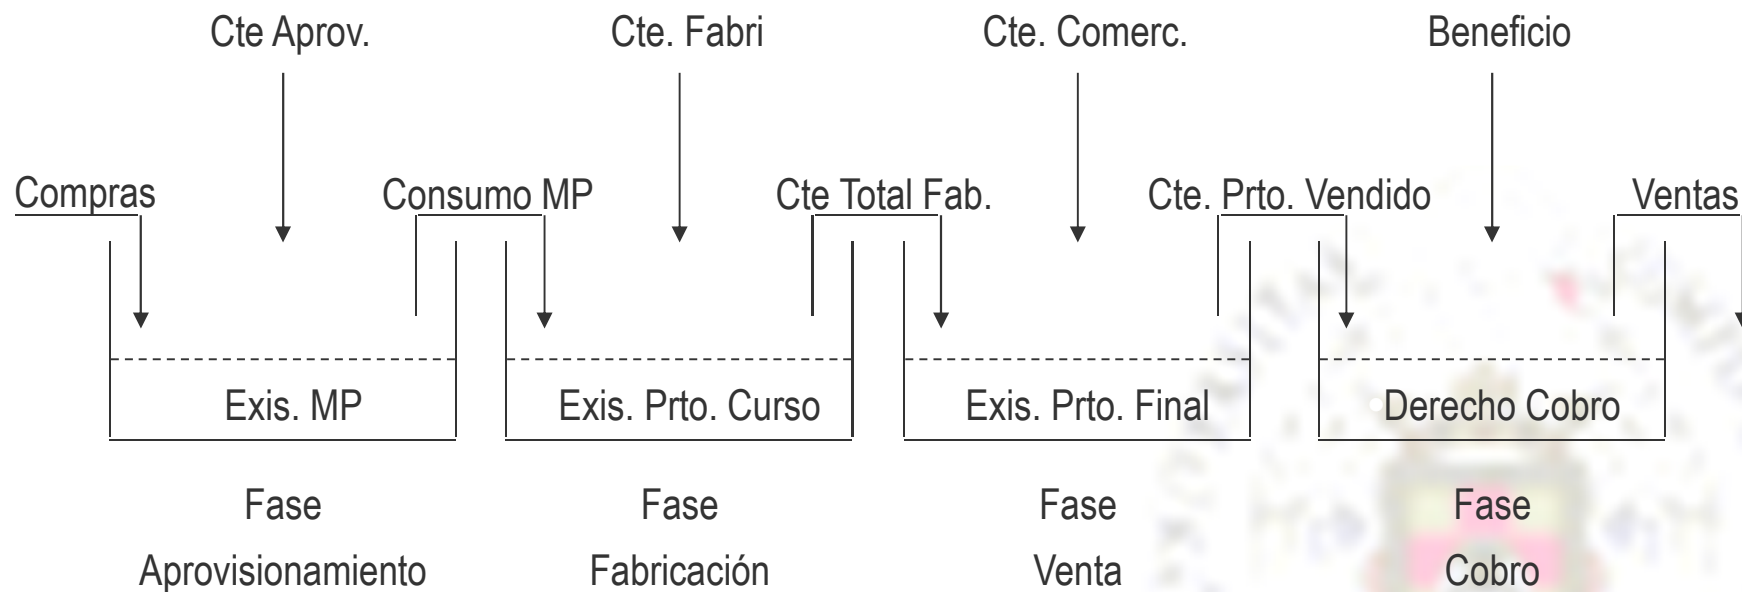 Cte Aprov. Cte. Fabri Cte. Comerc. Beneficio
Compras Consumo MP Cte Total Fab. Cte. Prto. Vendido Ventas
Exis. MP Exis. Prto. Curso Exis. Prto. Final Derecho Cobro
Fase Fase Fase Fase
Aprovisionamiento Fabricación Venta Cobro